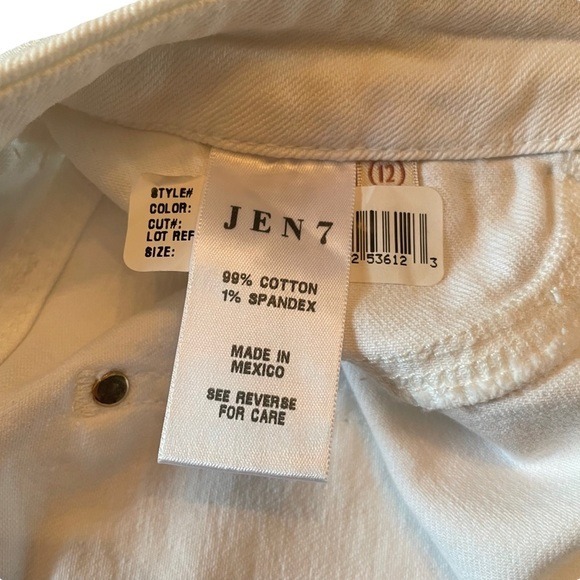 (12)
STYLE#
COLOR:
CUT#:
LOT REF
SIZE:
JEN7
99% COTTON
1% SPANDEX
MADE IN
MEXICO
SEE REVERSE
FOR CARE
2 53612 3